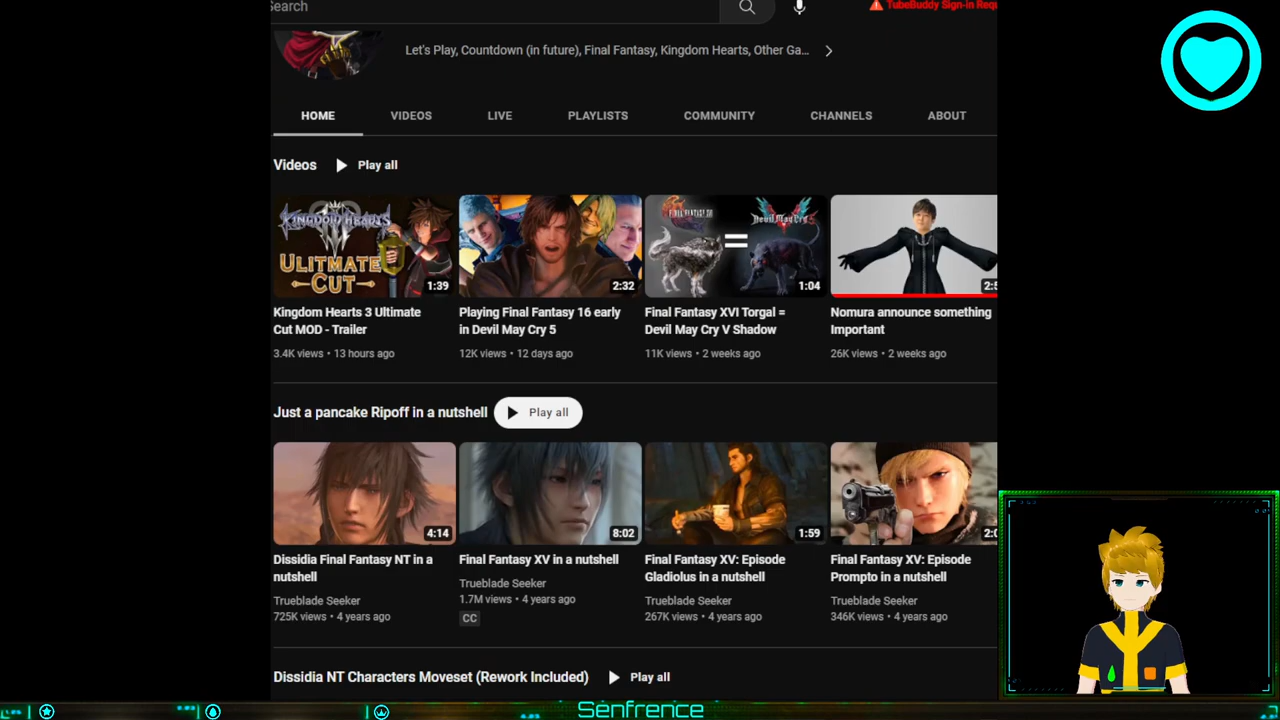 Search
TubeBuddy Sign-in Requ
Let's Play, Countdown (in future), Final Fantasy, Kingdom Hearts, Other Ga...
HOME VIDEOS LIVE PLAYLISTS COMMUNITY CHANNELS ABOUT
Videos Play all
KINGDOM HEARTS
III
ULITMATE
CUT
1:39
2:32
FINAL FANTASY XVI
=
Devil May Cry 5
1:04
Kingdom Hearts 3 Ultimate
Cut MOD - Trailer
3.4K views • 13 hours ago
Playing Final Fantasy 16 early
in Devil May Cry 5
12K views • 12 days ago
Final Fantasy XVI Torgal =
Devil May Cry V Shadow
11K views • 2 weeks ago
Nomura announce something
Important
26K views • 2 weeks ago
Just a pancake Ripoff in a nutshell Play all
4:14
8:02
1:59
Dissidia Final Fantasy NT in a
nutshell
Trueblade Seeker
725K views • 4 years ago
Final Fantasy XV in a nutshell
Trueblade Seeker
1.7M views • 4 years ago
CC
Final Fantasy XV: Episode
Gladiolus in a nutshell
Trueblade Seeker
267K views • 4 years ago
Final Fantasy XV: Episode
Prompto in a nutshell
Trueblade Seeker
346K views • 4 years ago
Dissidia NT Characters Moveset (Rework Included) Play all
Senfrence